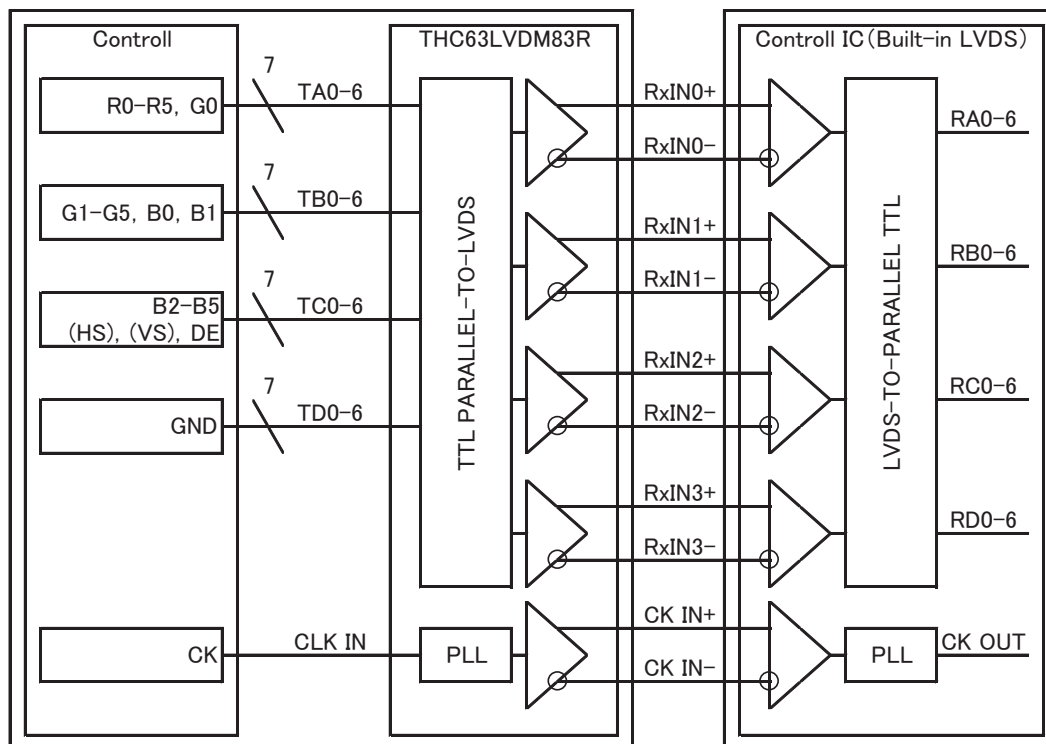 Controll
THC63LVDM83R
Controll IC(Built-in LVDS)
R0-R5, G0
7
TA0-6
RxIN0+
RxIN0-
RA0-6
G1-G5, B0, B1
7
TB0-6
RxIN1+
RxIN1-
RB0-6
B2-B5
(HS), (VS), DE
7
TC0-6
RxIN2+
RxIN2-
RC0-6
GND
7
TD0-6
RxIN3+
RxIN3-
RD0-6
TTL PARALLEL-TO-LVDS
LVDS-TO-PARALLEL TTL
CK
CLK IN
PLL
CK IN+
CK IN-
PLL
CK OUT